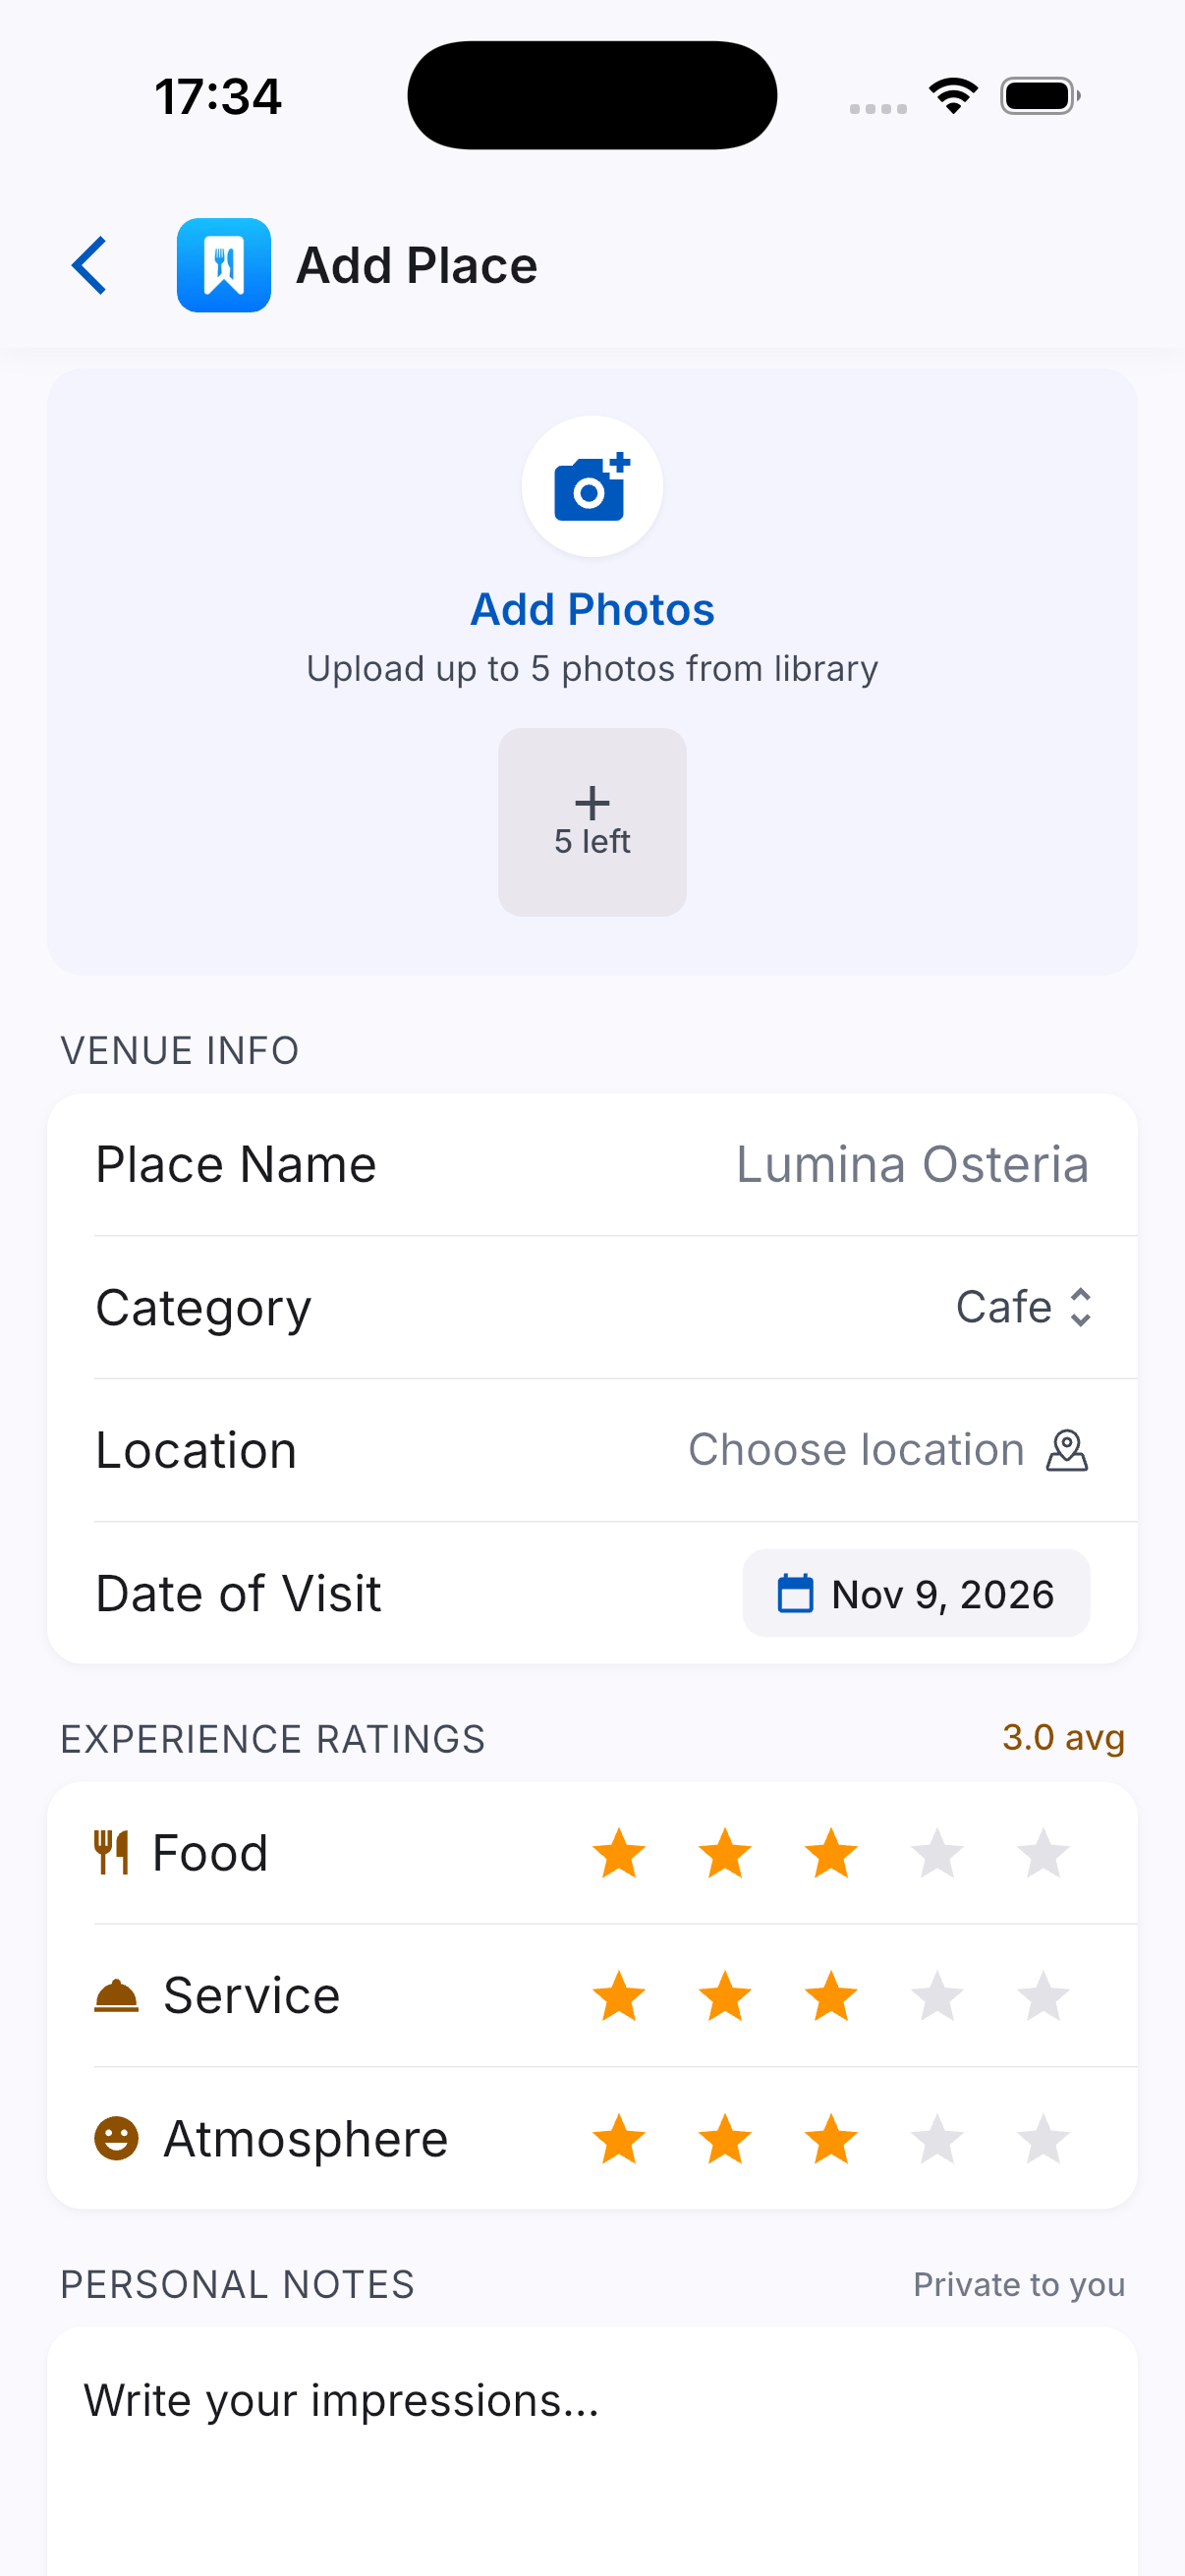 17:34
Add Place
Add Photos
Upload up to 5 photos from library
+
5 left
VENUE INFO
Place Name Lumina Osteria
Category Cafe
Location Choose location
Date of Visit Nov 9, 2026
EXPERIENCE RATINGS 3.0 avg
Food
Service
Atmosphere
PERSONAL NOTES Private to you
Write your impressions...